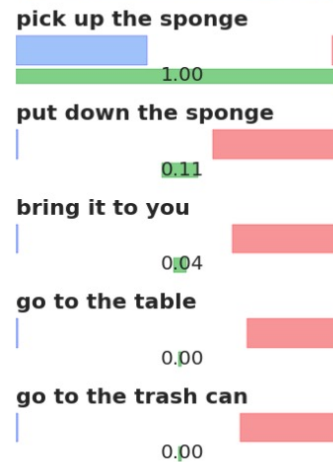 pick up the sponge
1.00
put down the sponge
0.11
bring it to you
0.04
go to the table
0.00
go to the trash can
0.00